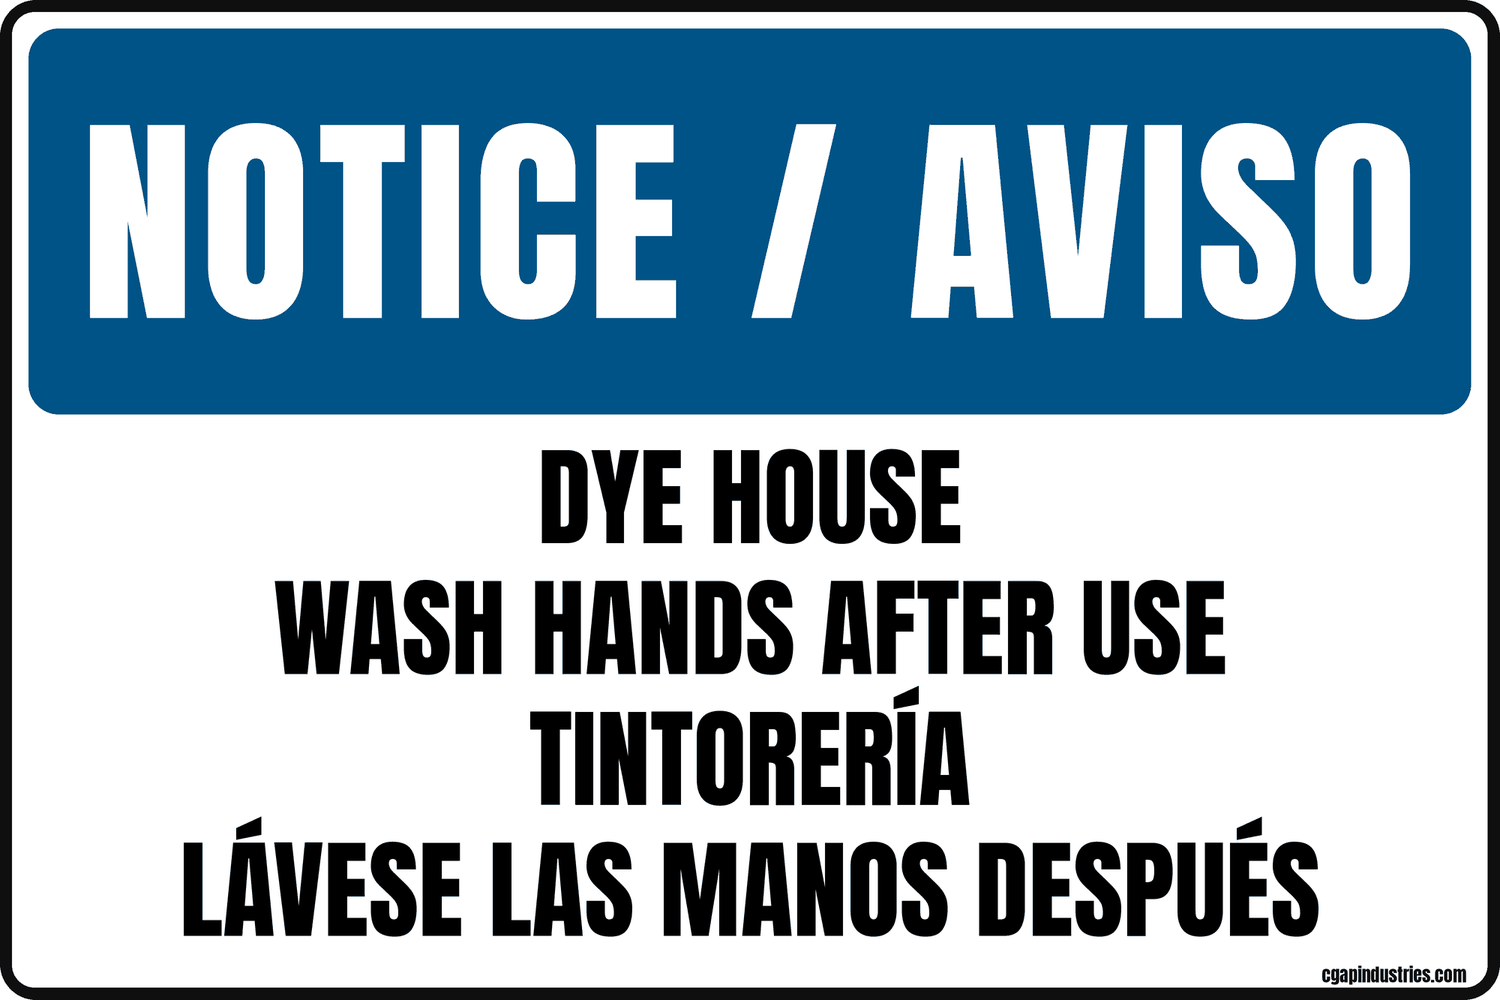 NOTICE / AVISO
DYE HOUSE
WASH HANDS AFTER USE
TINTORERÍA
LÁVESE LAS MANOS DESPUÉS
cgapindustries.com